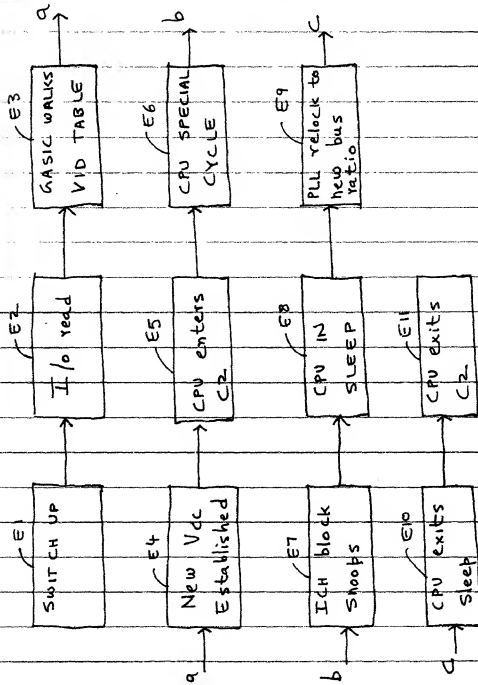 E1
SWITCH UP
E2
I/o read
E3
GASIC WALKS
VID TABLE
a
a
E4
New Vcc
Established
E5
CPU enters
C2
E6
CPU SPECIAL
CYCLE
b
b
E7
ICH block
Snoops
E8
CPU IN
SLEEP
E9
PLL relock to
new bus
ratio
c
c
E10
CPU exits
Sleep
E11
CPU exits
C2